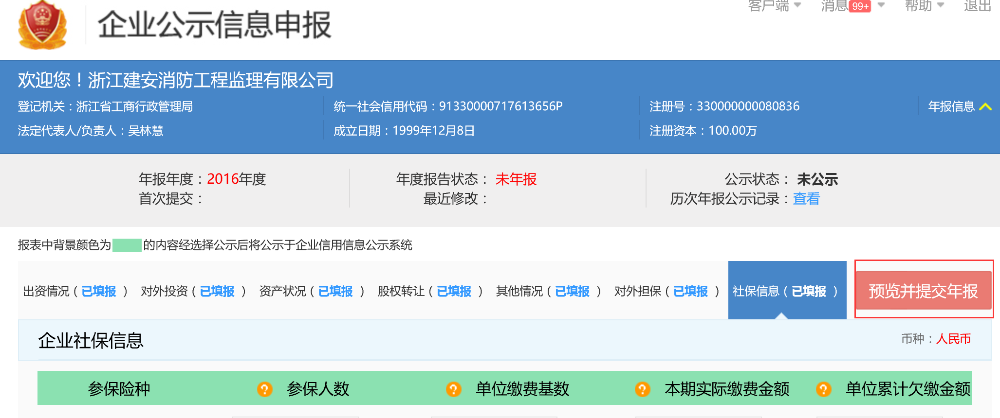 客户端 消息 99+ 帮助 退出
企业公示信息申报
欢迎您！浙江建安消防工程监理有限公司
登记机关：浙江省工商行政管理局 统一社会信用代码：91330000717613656P 注册号：330000000080836 年报信息
法定代表人/负责人：吴林慧 成立日期：1999年12月8日 注册资本：100.00万
年报年度：2016年度 年度报告状态： 未年报 公示状态： 未公示
首次提交： 最近修改： 历次年报公示记录：查看
报表中背景颜色为 的内容经选择公示后将公示于企业信用信息公示系统
出资情况（已填报 ） 对外投资（已填报 ） 资产状况（已填报 ） 股权转让（已填报 ） 其他情况（已填报 ） 对外担保（已填报 ） 社保信息（已填报 ） 预览并提交年报
企业社保信息 币种：人民币
参保险种 ? 参保人数 ? 单位缴费基数 ? 本期实际缴费金额 ? 单位累计欠缴金额